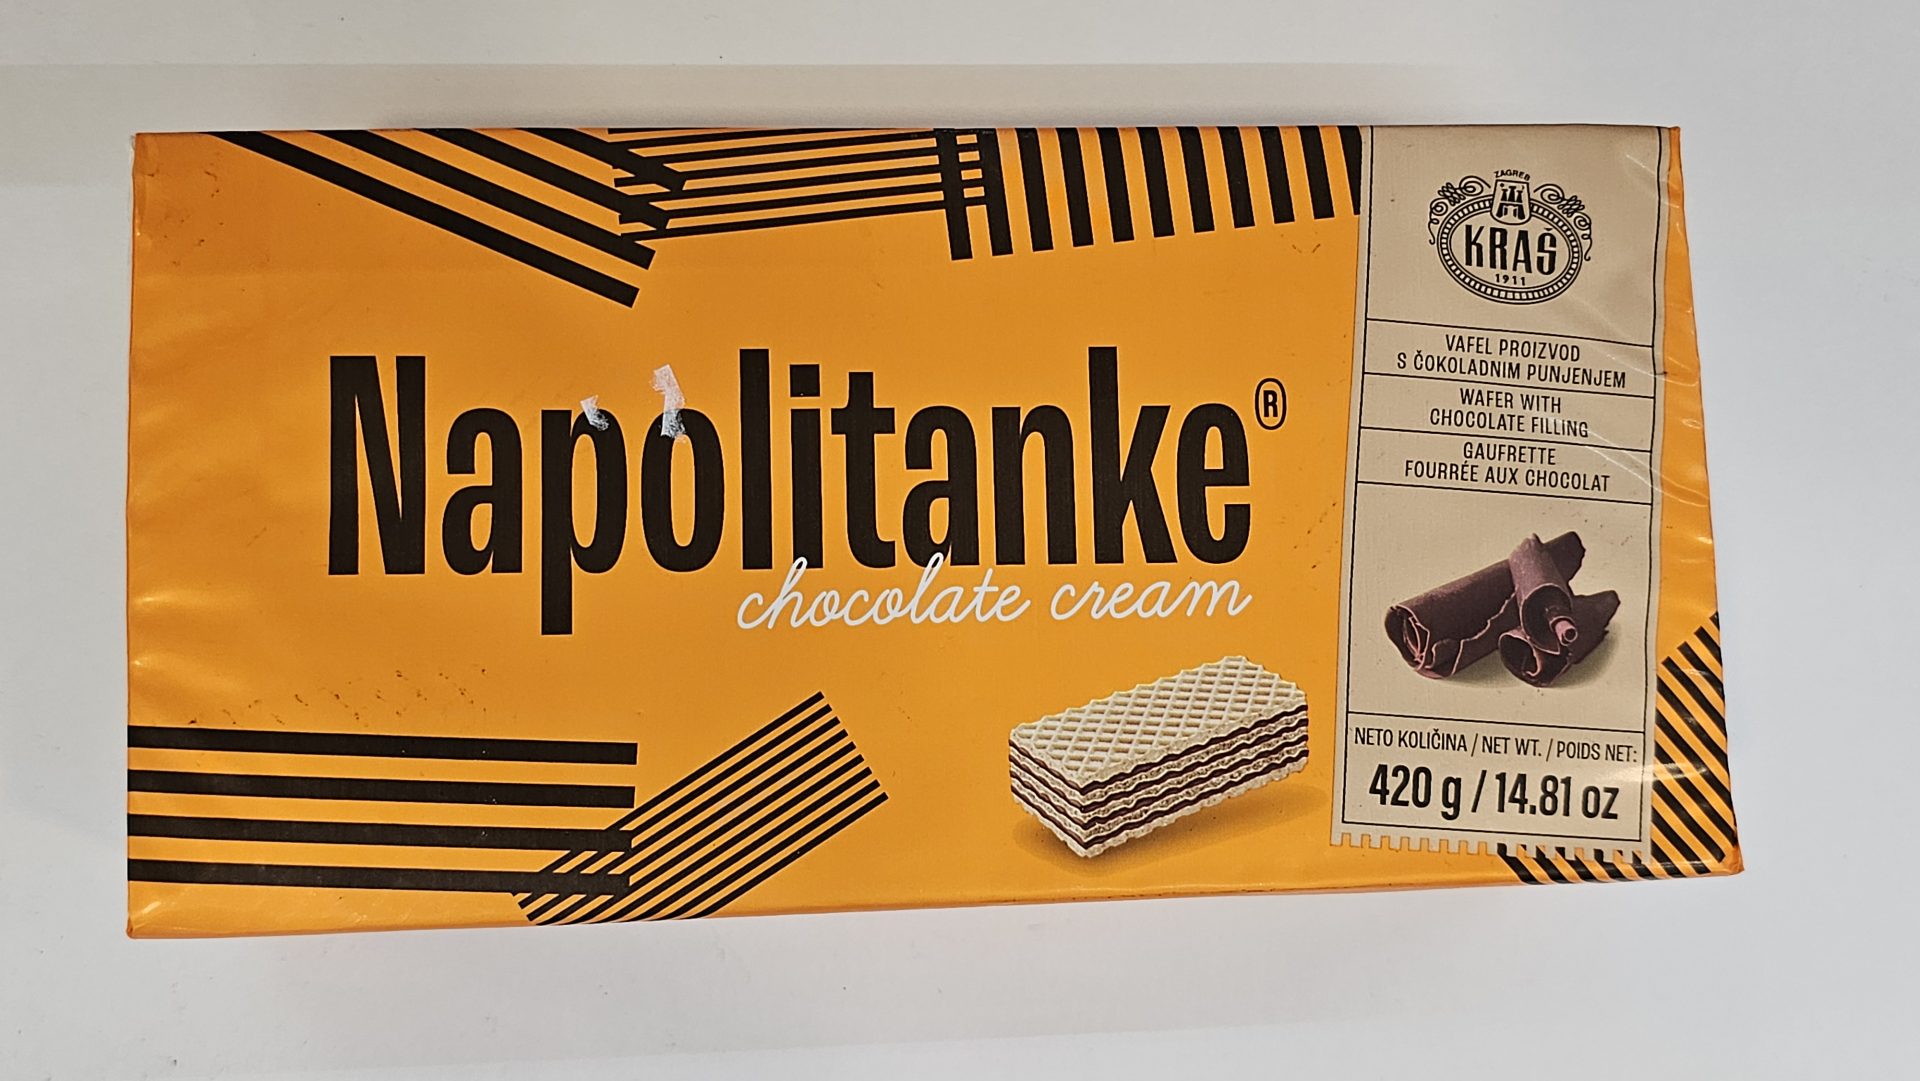 Napolitanke®
chocolate cream
ZAGREB
KRAŠ
1911
VAFEL PROIZVOD
S ČOKOLADNIM PUNJENJEM
WAFER WITH
CHOCOLATE FILLING
GAUFRETTE
FOURRÉE AUX CHOCOLAT
NETO KOLIČINA / NET WT. / POIDS NET:
420 g / 14.81 oz